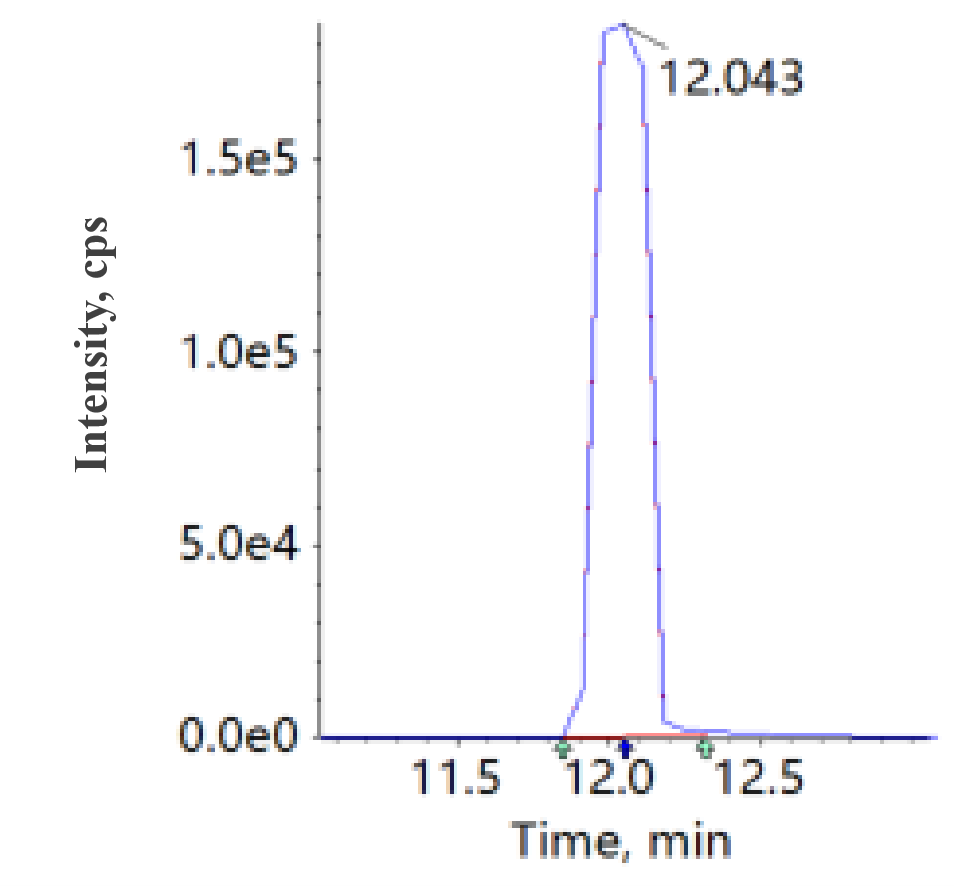 12.043
1.5e5
Intensity, cps
1.0e5
5.0e4
0.0e0
11.5 12.0 12.5
Time, min